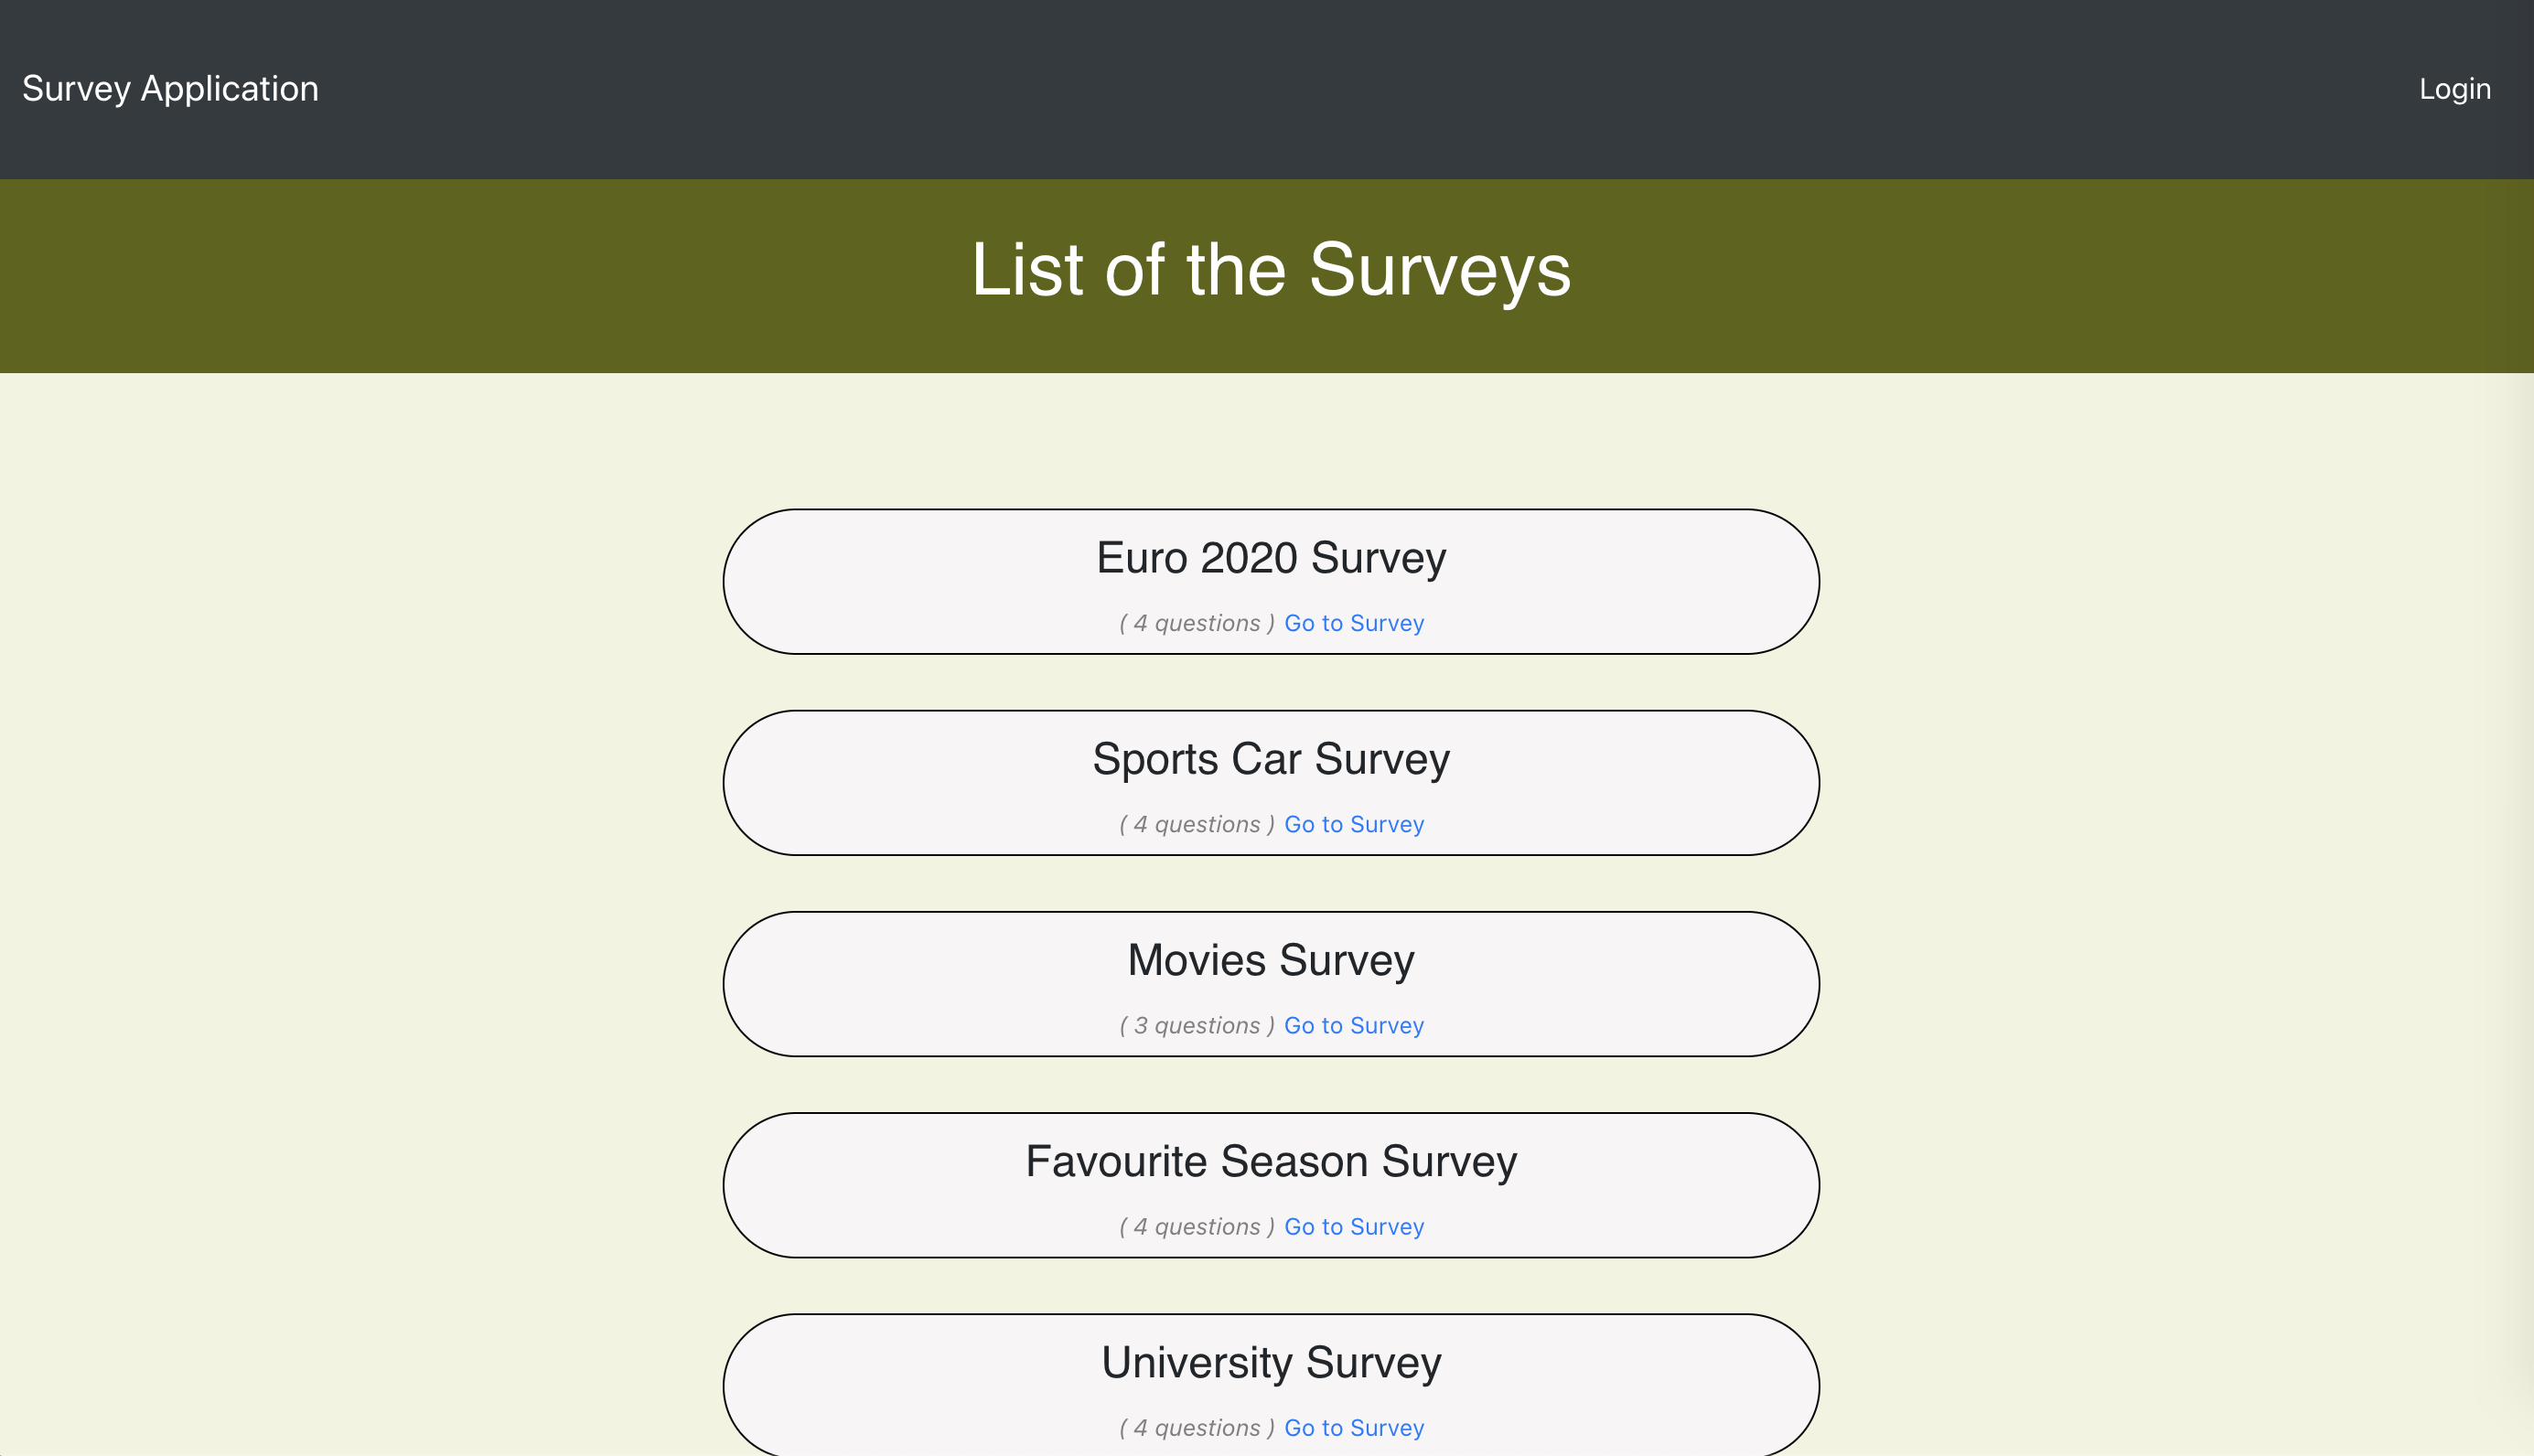 Survey Application
Login
List of the Surveys
Euro 2020 Survey
( 4 questions ) Go to Survey
Sports Car Survey
( 4 questions ) Go to Survey
Movies Survey
( 3 questions ) Go to Survey
Favourite Season Survey
( 4 questions ) Go to Survey
University Survey
( 4 questions ) Go to Survey